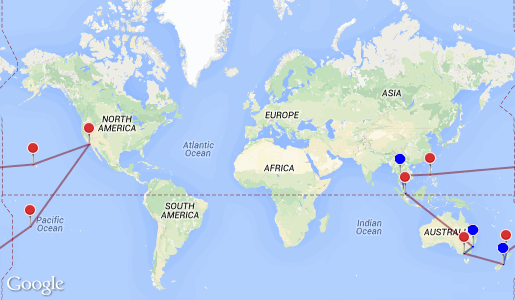 ASIA
NORTH
AMERICA
EUROPE
Atlantic
Ocean
AFRICA
SOUTH
AMERICA
Pacific
Ocean
Indian
Ocean
AUSTRALIA
Google